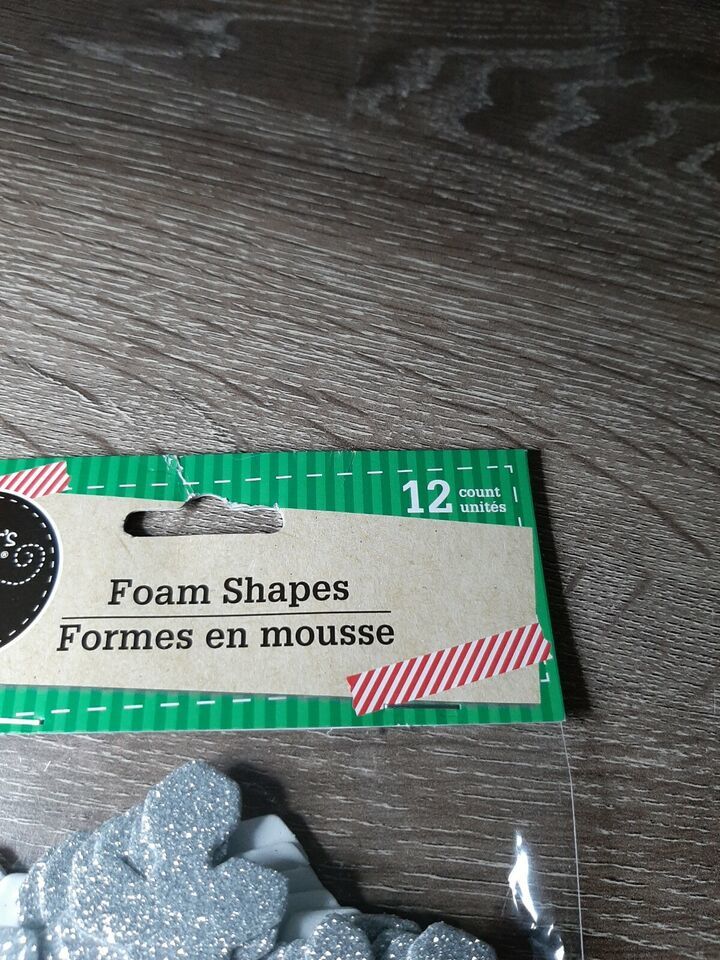 12 count
unités
Foam Shapes
Formes en mousse